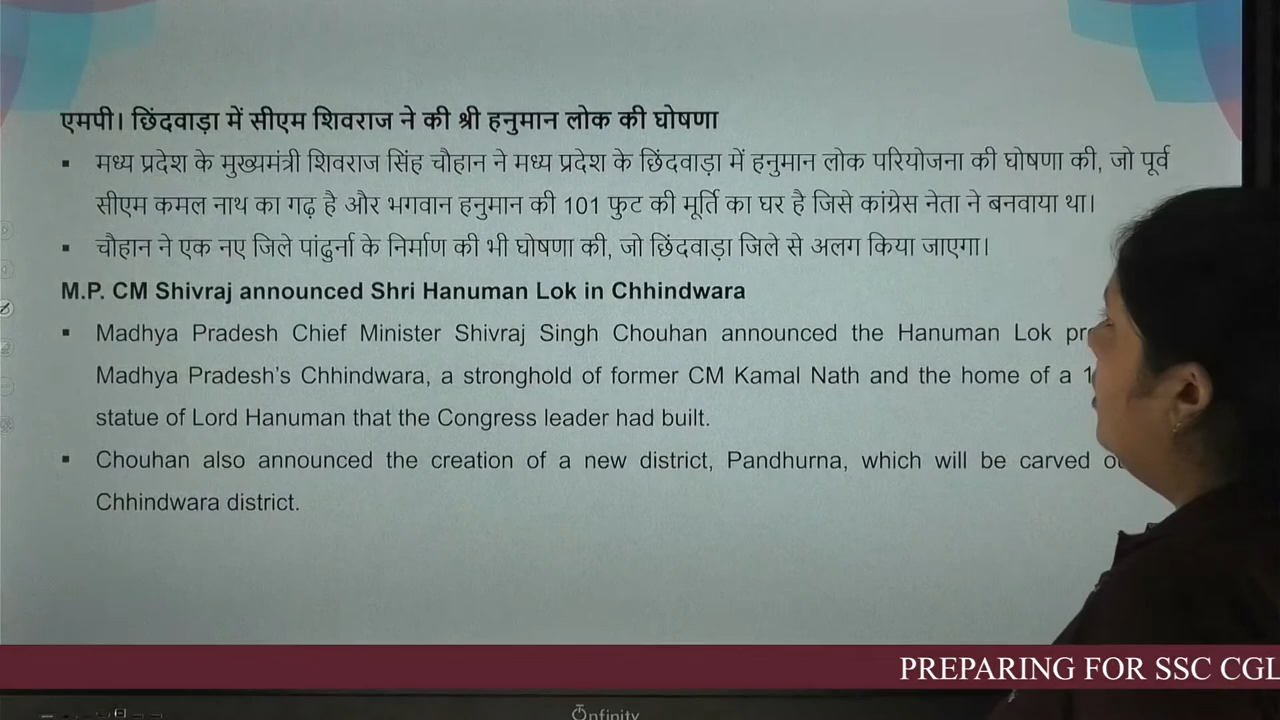 एमपी। छिंदवाड़ा में सीएम शिवराज ने की श्री हनुमान लोक की घोषणा
मध्य प्रदेश के मुख्यमंत्री शिवराज सिंह चौहान ने मध्य प्रदेश के छिंदवाड़ा में हनुमान लोक परियोजना की घोषणा की, जो पूर्व
सीएम कमल नाथ का गढ़ है और भगवान हनुमान की 101 फुट की मूर्ति का घर है जिसे कांग्रेस नेता ने बनवाया था।
चौहान ने एक नए जिले पांढुर्ना के निर्माण की भी घोषणा की, जो छिंदवाड़ा जिले से अलग किया जाएगा।
M.P. CM Shivraj announced Shri Hanuman Lok in Chhindwara
Madhya Pradesh Chief Minister Shivraj Singh Chouhan announced the Hanuman Lok
Madhya Pradesh's Chhindwara, a stronghold of former CM Kamal Nath and the home of a
statue of Lord Hanuman that the Congress leader had built.
Chouhan also announced the creation of a new district, Pandhurna, which will be carved
Chhindwara district.
PREPARING FOR SSC CGL